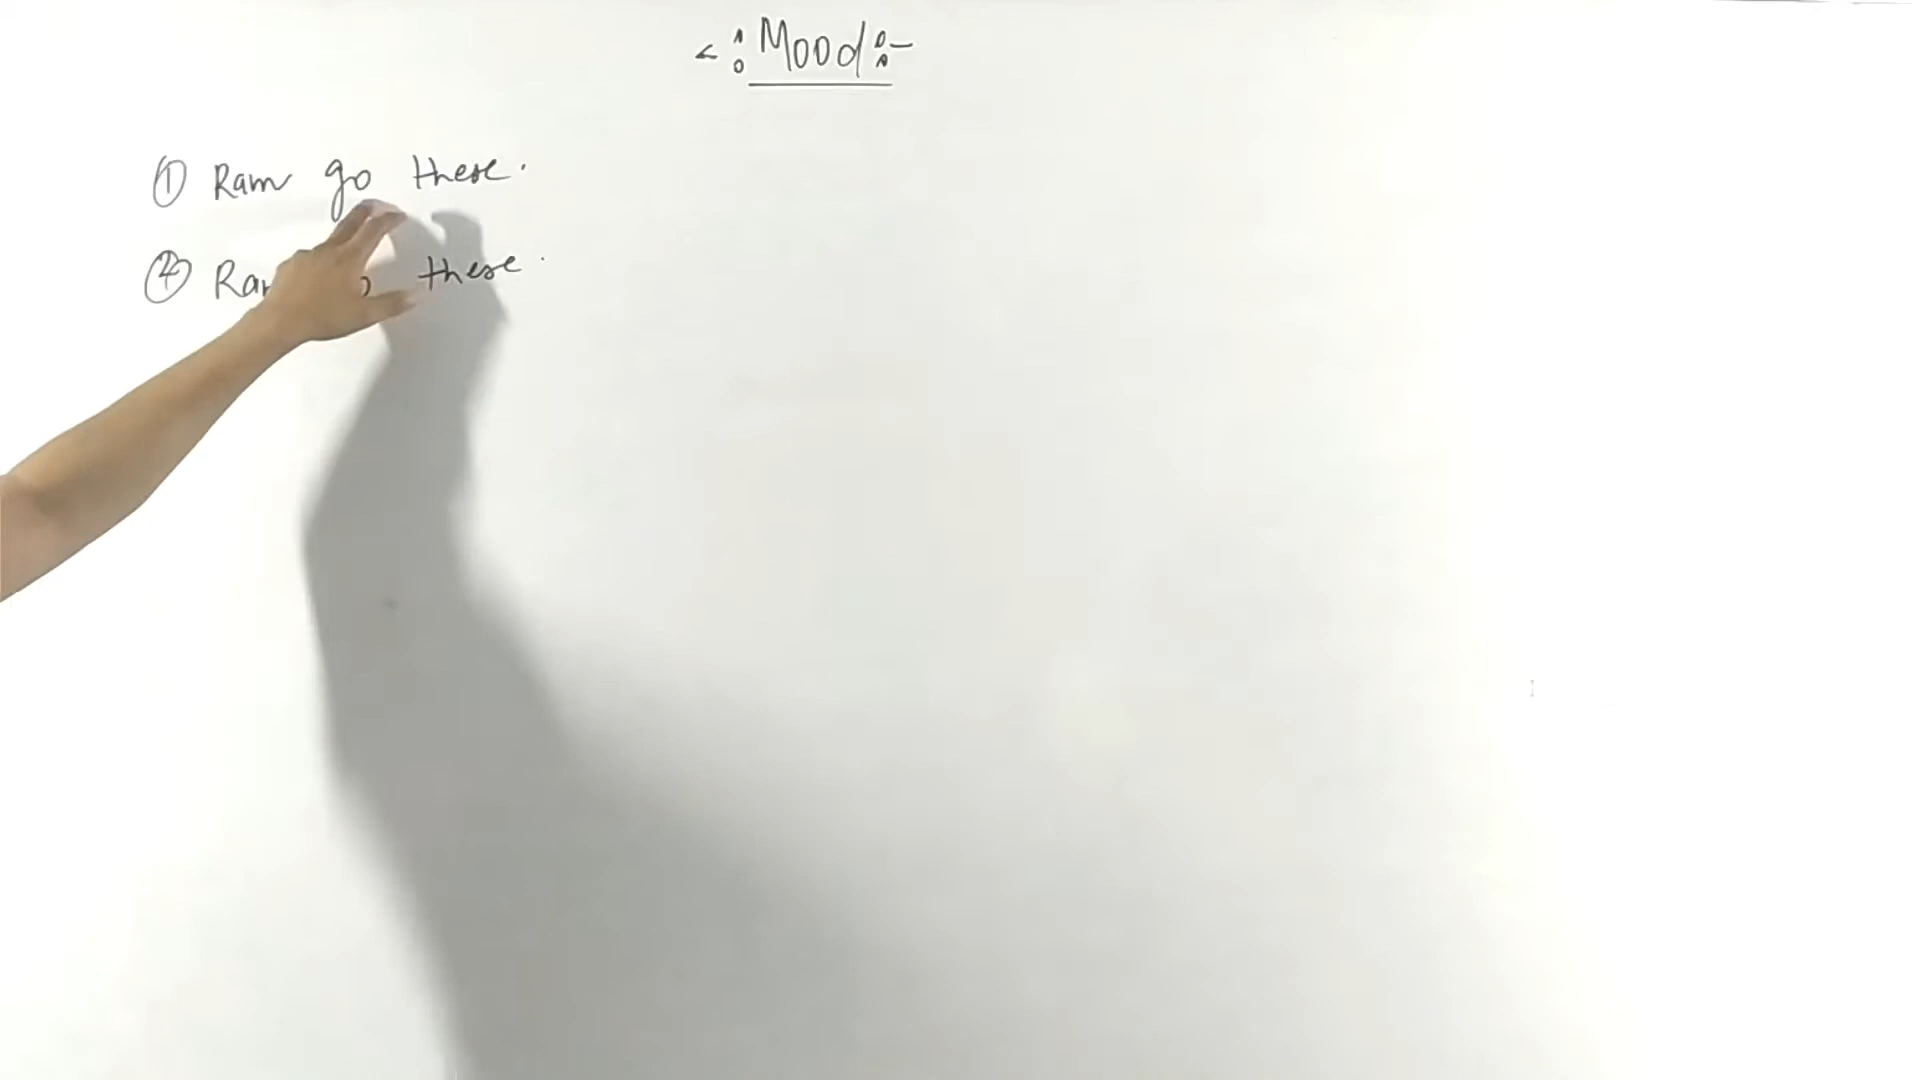 Mood:-
① Ram go there.
② there.